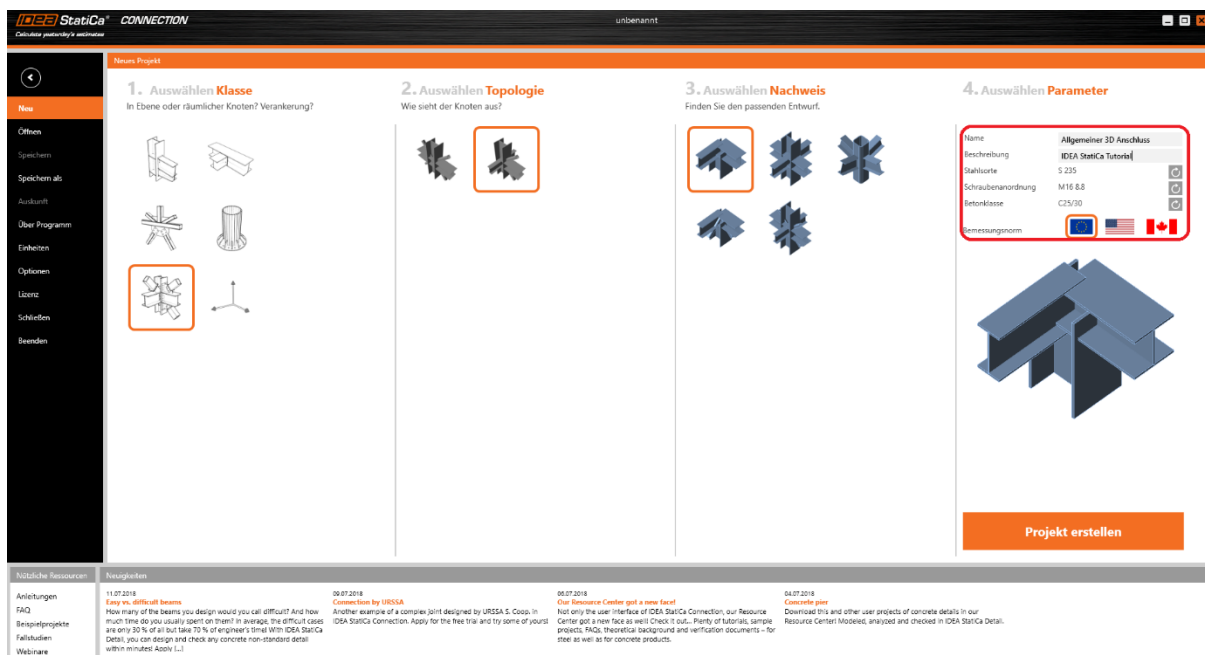 IDEA StatiCa® CONNECTION
Calculate yesterday's estimates
unbenannt
Neu
Öffnen
Speichern
Speichern als
Auskunft
Über Programm
Einheiten
Optionen
Lizenz
Schließen
Beenden
Neues Projekt
1. Auswählen Klasse
In Ebene oder räumlicher Knoten? Verankerung?
2. Auswählen Topologie
Wie sieht der Knoten aus?
3. Auswählen Nachweis
Finden Sie den passenden Entwurf.
4. Auswählen Parameter
Name Allgemeiner 3D Anschluss
Beschreibung IDEA StatiCa Tutorial
Stahlsorte S 235
Schraubenanordnung M16 8.8
Betonklasse C25/30
Bemessungsnorm
Projekt erstellen
Nützliche Ressourcen
Anleitungen
FAQ
Beispielprojekte
Fallstudien
Webinare
Neuigkeiten
11.07.2018
Easy vs. difficult beams
How many of the beams you design would you call difficult? And how
much time do you usually spent on them? In average, the difficult cases
are only 30 % of all but take 70 % of engineer's time! With IDEA StatiCa
Detail, you can design and check any concrete non-standard detail
within minutes! Apply [...]
09.07.2018
Connection by URSSA
Another example of a complex joint designed by URSSA S. Coop. in
IDEA StatiCa Connection. Apply for the free trial and try some of yours!
06.07.2018
Our Resource Center got a new face!
Not only the user interface of IDEA StatiCa Connection, our Resource
Center got a new face as well! Check it out... Plenty of tutorials, sample
projects, FAQs, theoretical background and verification documents – for
steel as well as for concrete products.
04.07.2018
Concrete pier
Download this and other user projects of concrete details in our
Resource Center! Modeled, analyzed and checked in IDEA StatiCa Detail.